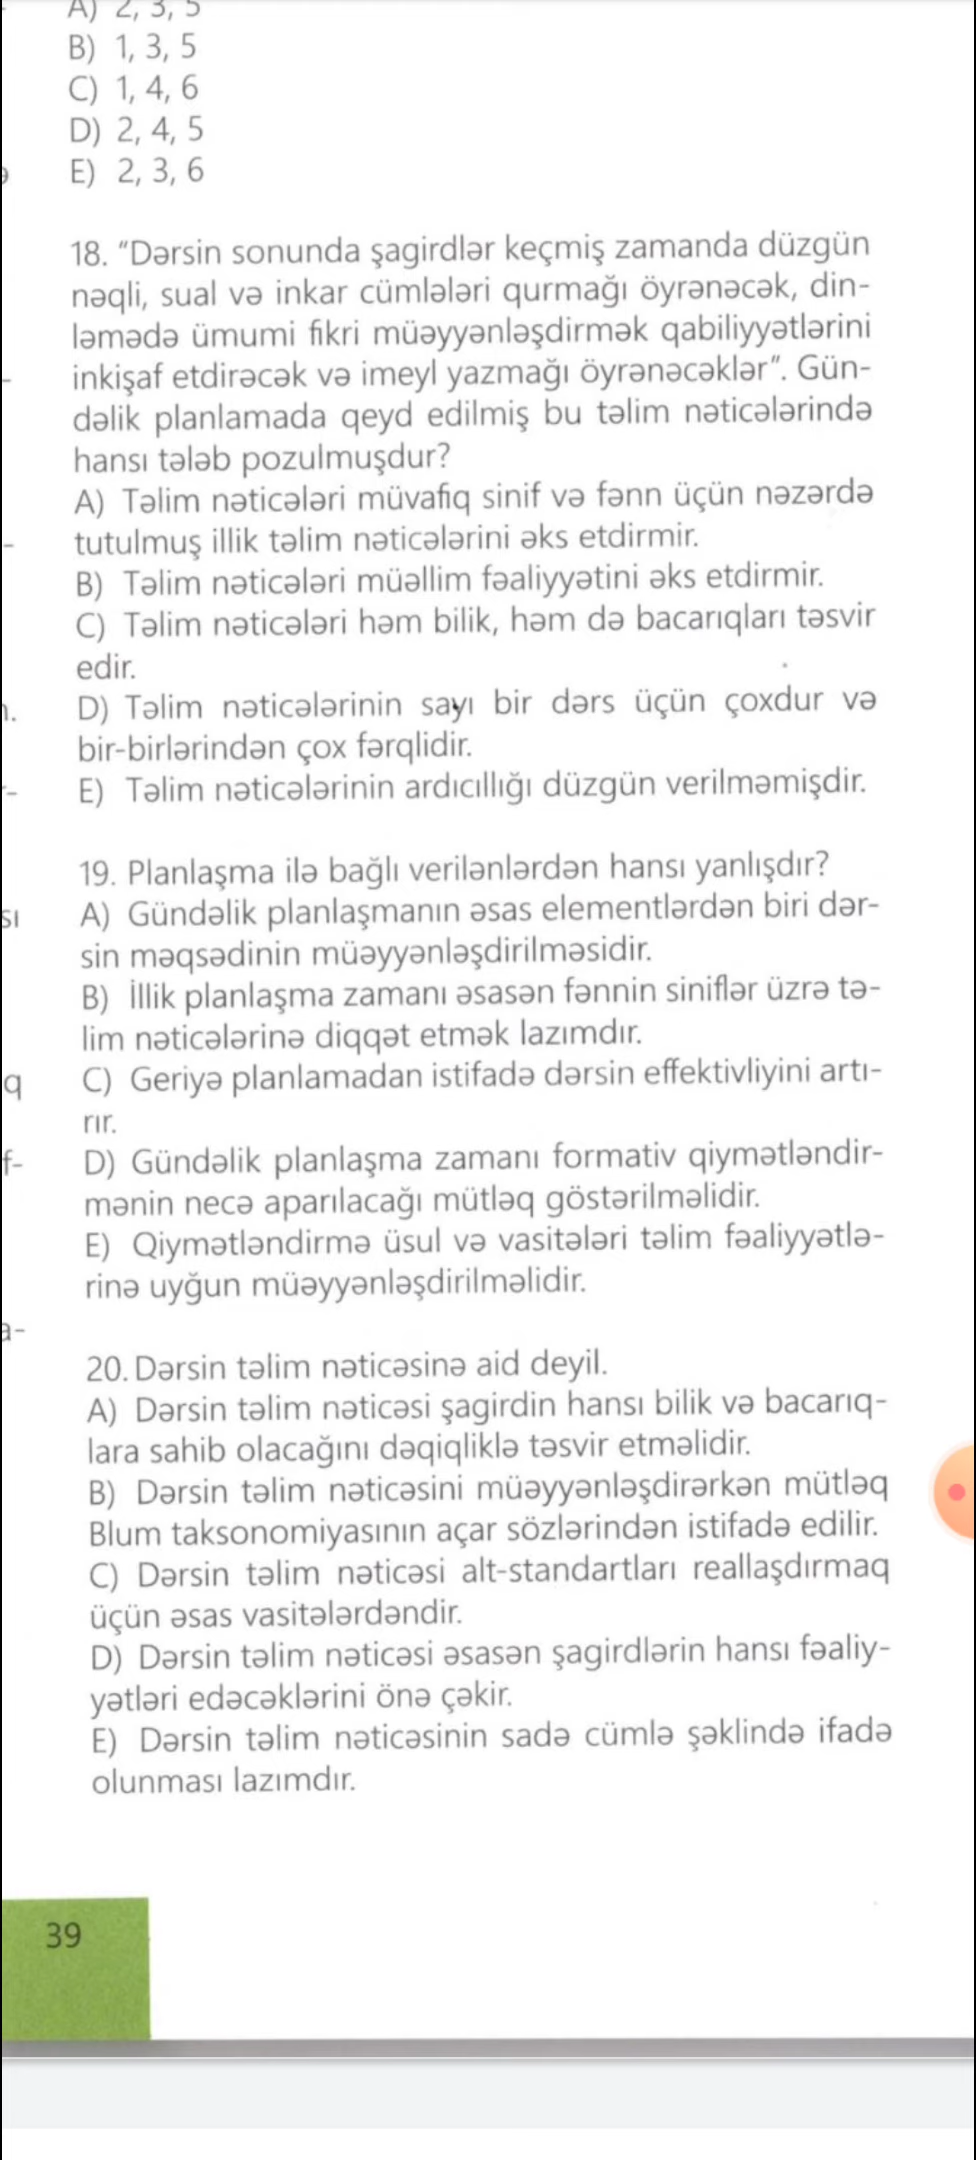 A) 2, 3, 5
B) 1, 3, 5
C) 1, 4, 6
D) 2, 4, 5
E) 2, 3, 6
18. “Dərsin sonunda şagirdlər keçmiş zamanda düzgün
nəqli, sual və inkar cümlələri qurmağı öyrənəcək, din-
ləmədə ümumi fikri müəyyənləşdirmək qabiliyyətlərini
inkişaf etdirəcək və imeyl yazmağı öyrənəcəklər”. Gün-
dəlik planlamada qeyd edilmiş bu təlim nəticələrində
hansı tələb pozulmuşdur?
A) Təlim nəticələri müvafiq sinif və fənn üçün nəzərdə
tutulmuş illik təlim nəticələrini əks etdirmir.
B) Təlim nəticələri müəllim fəaliyyətini əks etdirmir.
C) Təlim nəticələri həm bilik, həm də bacarıqları təsvir
edir.
D) Təlim nəticələrinin sayı bir dərs üçün çoxdur və
bir-birlərindən çox fərqlidir.
E) Təlim nəticələrinin ardıcıllığı düzgün verilməmişdir.
19. Planlaşma ilə bağlı verilənlərdən hansı yanlışdır?
A) Gündəlik planlaşmanın əsas elementlərdən biri dər-
sin məqsədinin müəyyənləşdirilməsidir.
B) İllik planlaşma zamanı əsasən fənnin siniflər üzrə tə-
lim nəticələrinə diqqət etmək lazımdır.
C) Geriyə planlamadan istifadə dərsin effektivliyini artı-
rır.
D) Gündəlik planlaşma zamanı formativ qiymətləndir-
mənin necə aparılacağı mütləq göstərilməlidir.
E) Qiymətləndirmə üsul və vasitələri təlim fəaliyyətlə-
rinə uyğun müəyyənləşdirilməlidir.
20. Dərsin təlim nəticəsinə aid deyil.
A) Dərsin təlim nəticəsi şagirdin hansı bilik və bacarıq-
lara sahib olacağını dəqiqliklə təsvir etməlidir.
B) Dərsin təlim nəticəsini müəyyənləşdirərkən mütləq
Blum taksonomiyasının açar sözlərindən istifadə edilir.
C) Dərsin təlim nəticəsi alt-standartları reallaşdırmaq
üçün əsas vasitələrdəndir.
D) Dərsin təlim nəticəsi əsasən şagirdlərin hansı fəaliy-
yətləri edəcəklərini önə çəkir.
E) Dərsin təlim nəticəsinin sadə cümlə şəklində ifadə
olunması lazımdır.
39